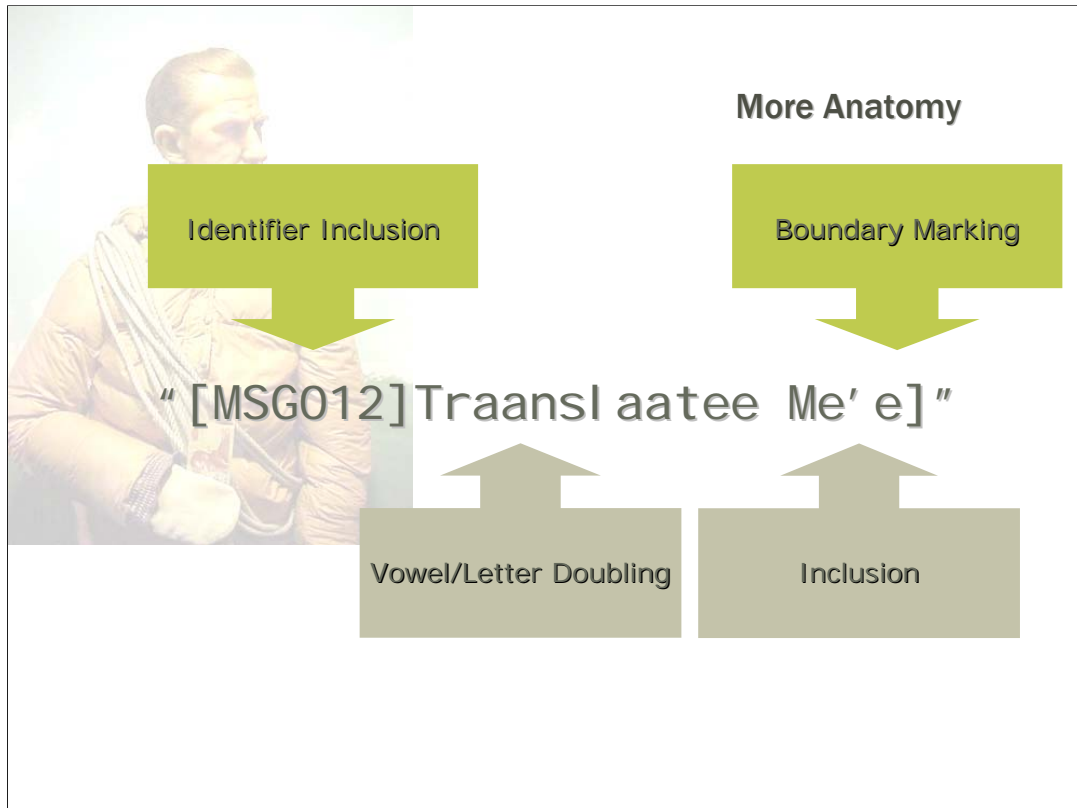 More Anatomy
Identifier Inclusion
Boundary Marking
“[MSG012]Traanslaatee Me’e]”
Vowel/Letter Doubling
Inclusion